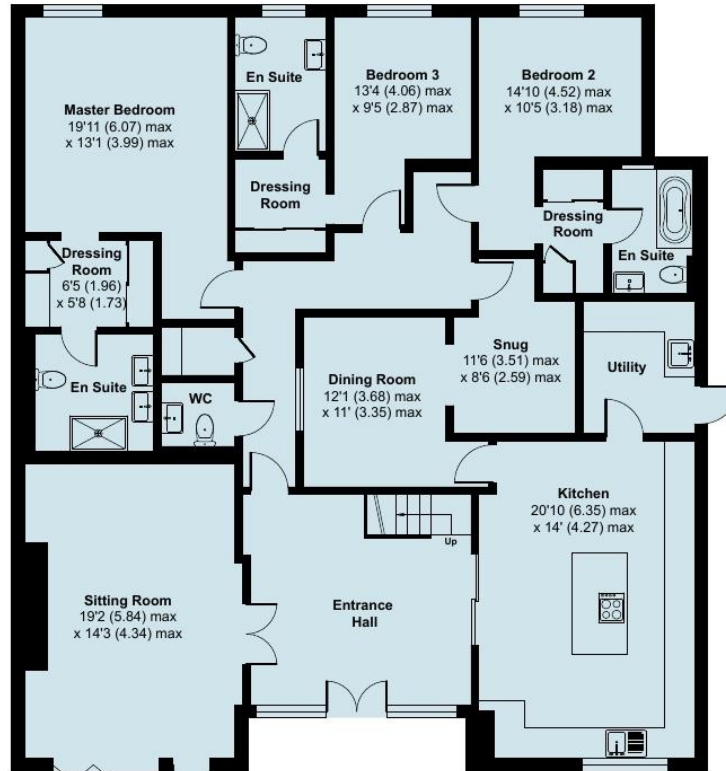 En Suite
Bedroom 3
13'4 (4.06) max
x 9'5 (2.87) max
Bedroom 2
14'10 (4.52) max
x 10'5 (3.18) max
Master Bedroom
19'11 (6.07) max
x 13'1 (3.99) max
Dressing
Room
Dressing
Room
En Suite
Dressing
Room
6'5 (1.96)
x 5'8 (1.73)
Snug
11'6 (3.51) max
x 8'6 (2.59) max
Utility
En Suite
WC
Dining Room
12'1 (3.68) max
x 11' (3.35) max
Kitchen
20'10 (6.35) max
x 14' (4.27) max
Up
Sitting Room
19'2 (5.84) max
x 14'3 (4.34) max
Entrance
Hall